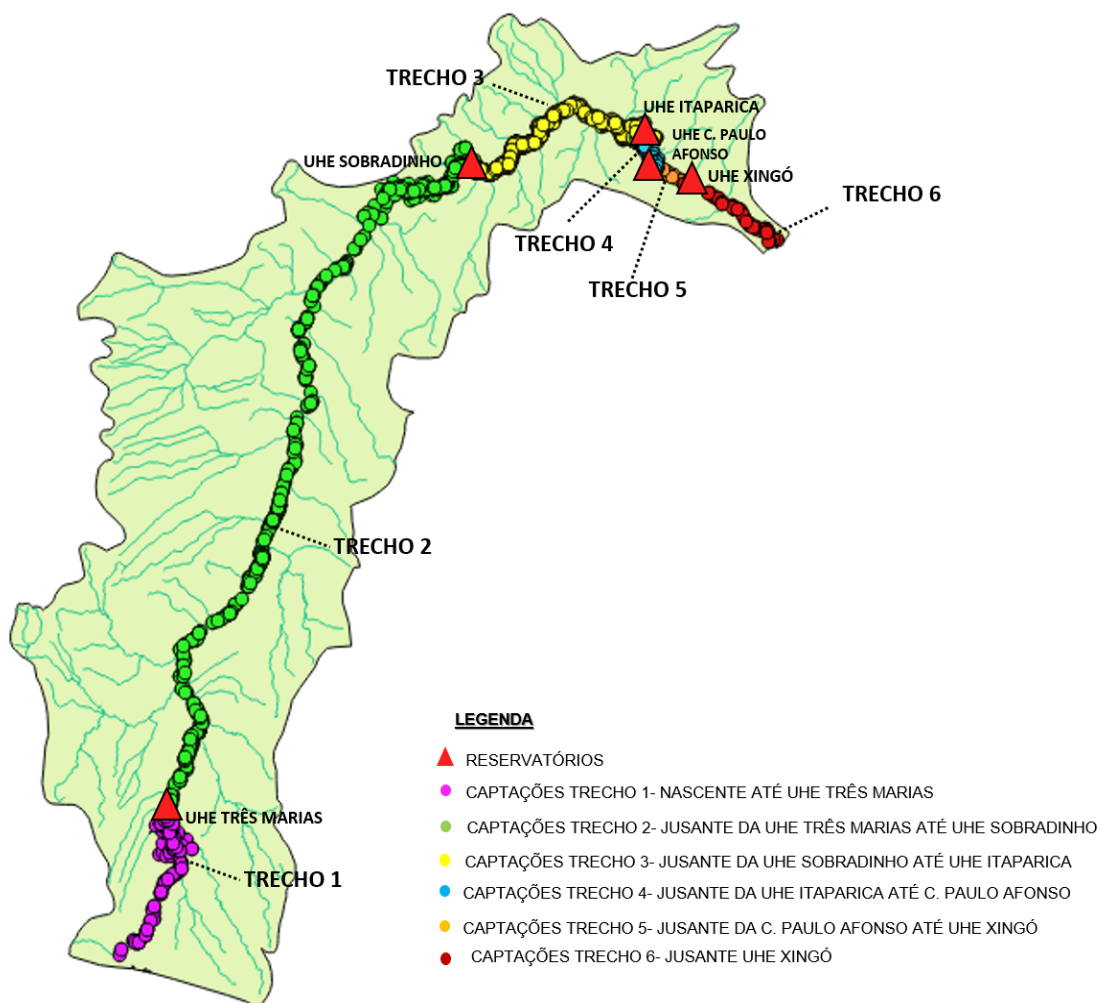 TRECHO 3
UHE ITAPARICA
UHE C. PAULO
AFONSO
UHE SOBRADINHO
UHE XINGÓ
TRECHO 6
TRECHO 4
TRECHO 5
TRECHO 2
UHE TRÊS MARIAS
TRECHO 1
LEGENDA
RESERVATÓRIOS
CAPTAÇÕES TRECHO 1- NASCENTE ATÉ UHE TRÊS MARIAS
CAPTAÇÕES TRECHO 2- JUSANTE DA UHE TRÊS MARIAS ATÉ UHE SOBRADINHO
CAPTAÇÕES TRECHO 3- JUSANTE DA UHE SOBRADINHO ATÉ UHE ITAPARICA
CAPTAÇÕES TRECHO 4- JUSANTE DA UHE ITAPARICA ATÉ C. PAULO AFONSO
CAPTAÇÕES TRECHO 5- JUSANTE DA C. PAULO AFONSO ATÉ UHE XINGÓ
CAPTAÇÕES TRECHO 6- JUSANTE UHE XINGÓ